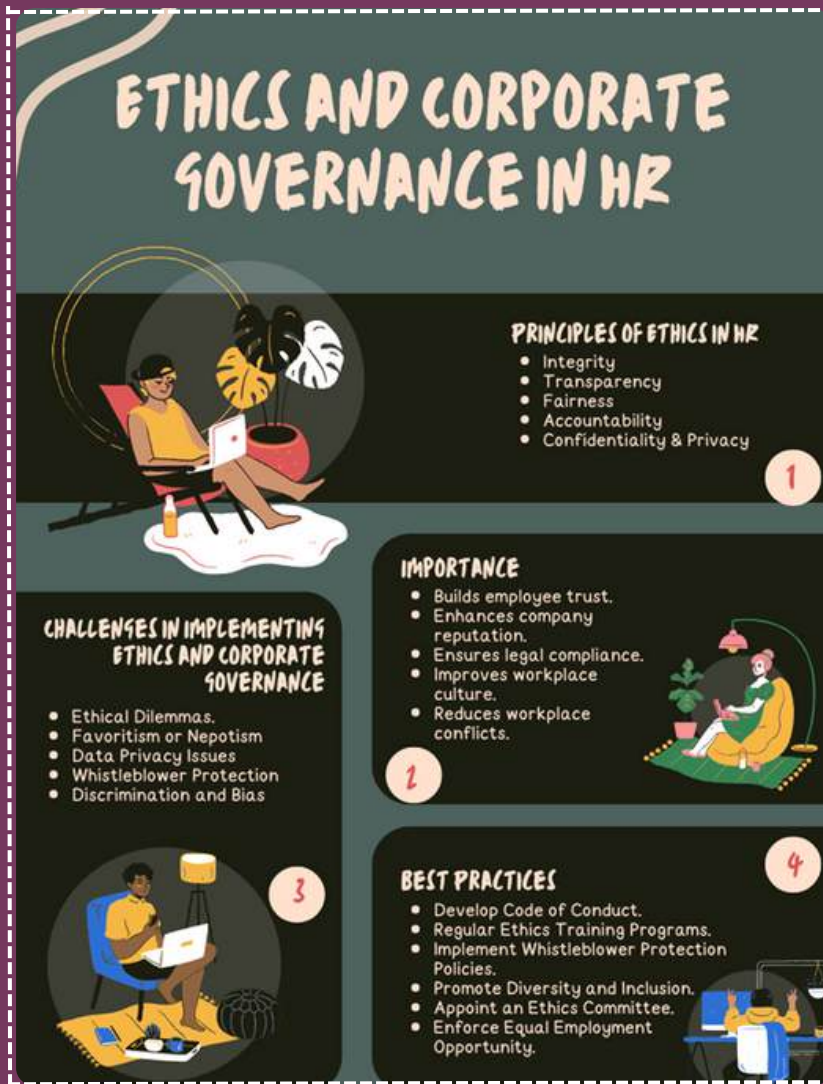 ETHICS AND CORPORATE
GOVERNANCE IN HR
PRINCIPLES OF ETHICS IN HR
• Integrity
• Transparency
• Fairness
• Accountability
• Confidentiality & Privacy
1
IMPORTANCE
• Builds employee trust.
• Enhances company
reputation.
• Ensures legal compliance.
• Improves workplace
culture.
• Reduces workplace
conflicts.
2
CHALLENGES IN IMPLEMENTING
ETHICS AND CORPORATE
GOVERNANCE
• Ethical Dilemmas.
• Favoritism or Nepotism
• Data Privacy Issues
• Whistleblower Protection
• Discrimination and Bias
3
4
BEST PRACTICES
• Develop Code of Conduct.
• Regular Ethics Training Programs.
• Implement Whistleblower Protection
Policies.
• Promote Diversity and Inclusion.
• Appoint an Ethics Committee.
• Enforce Equal Employment
Opportunity.